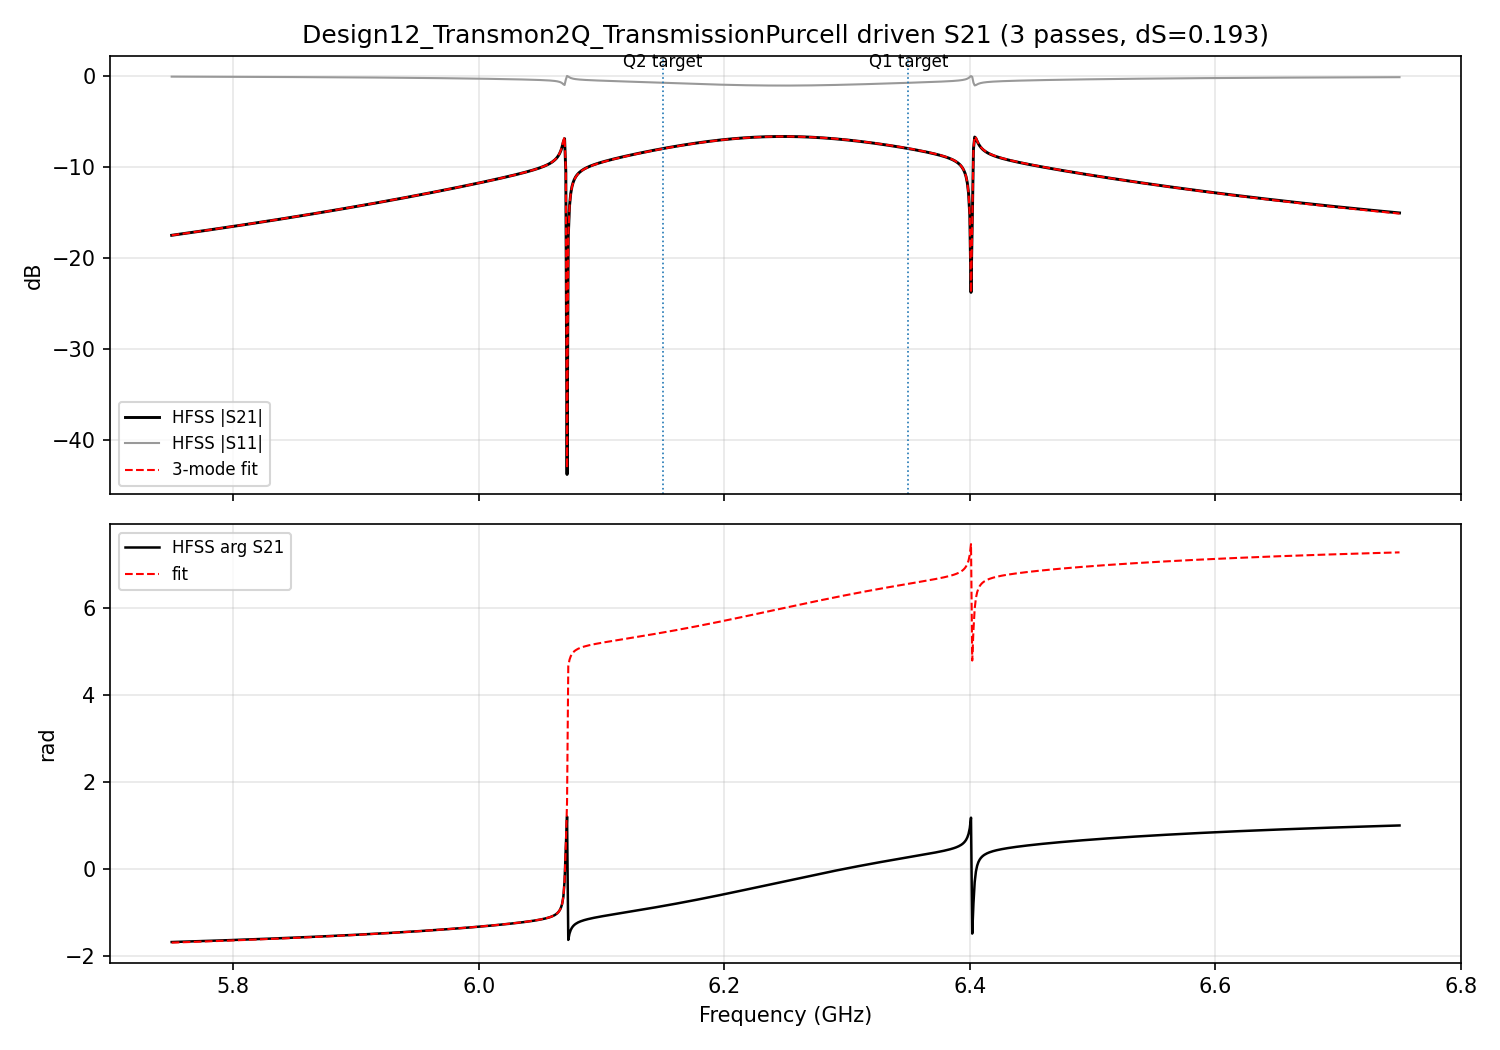 Design12_Transmon2Q_TransmissionPurcell driven S21 (3 passes, dS=0.193)
Q2 target
Q1 target
0
−10
−20
−30
−40
dB
HFSS |S21|
HFSS |S11|
3-mode fit
HFSS arg S21
fit
6
4
2
0
−2
rad
5.8
6.0
6.2
6.4
6.6
6.8
Frequency (GHz)